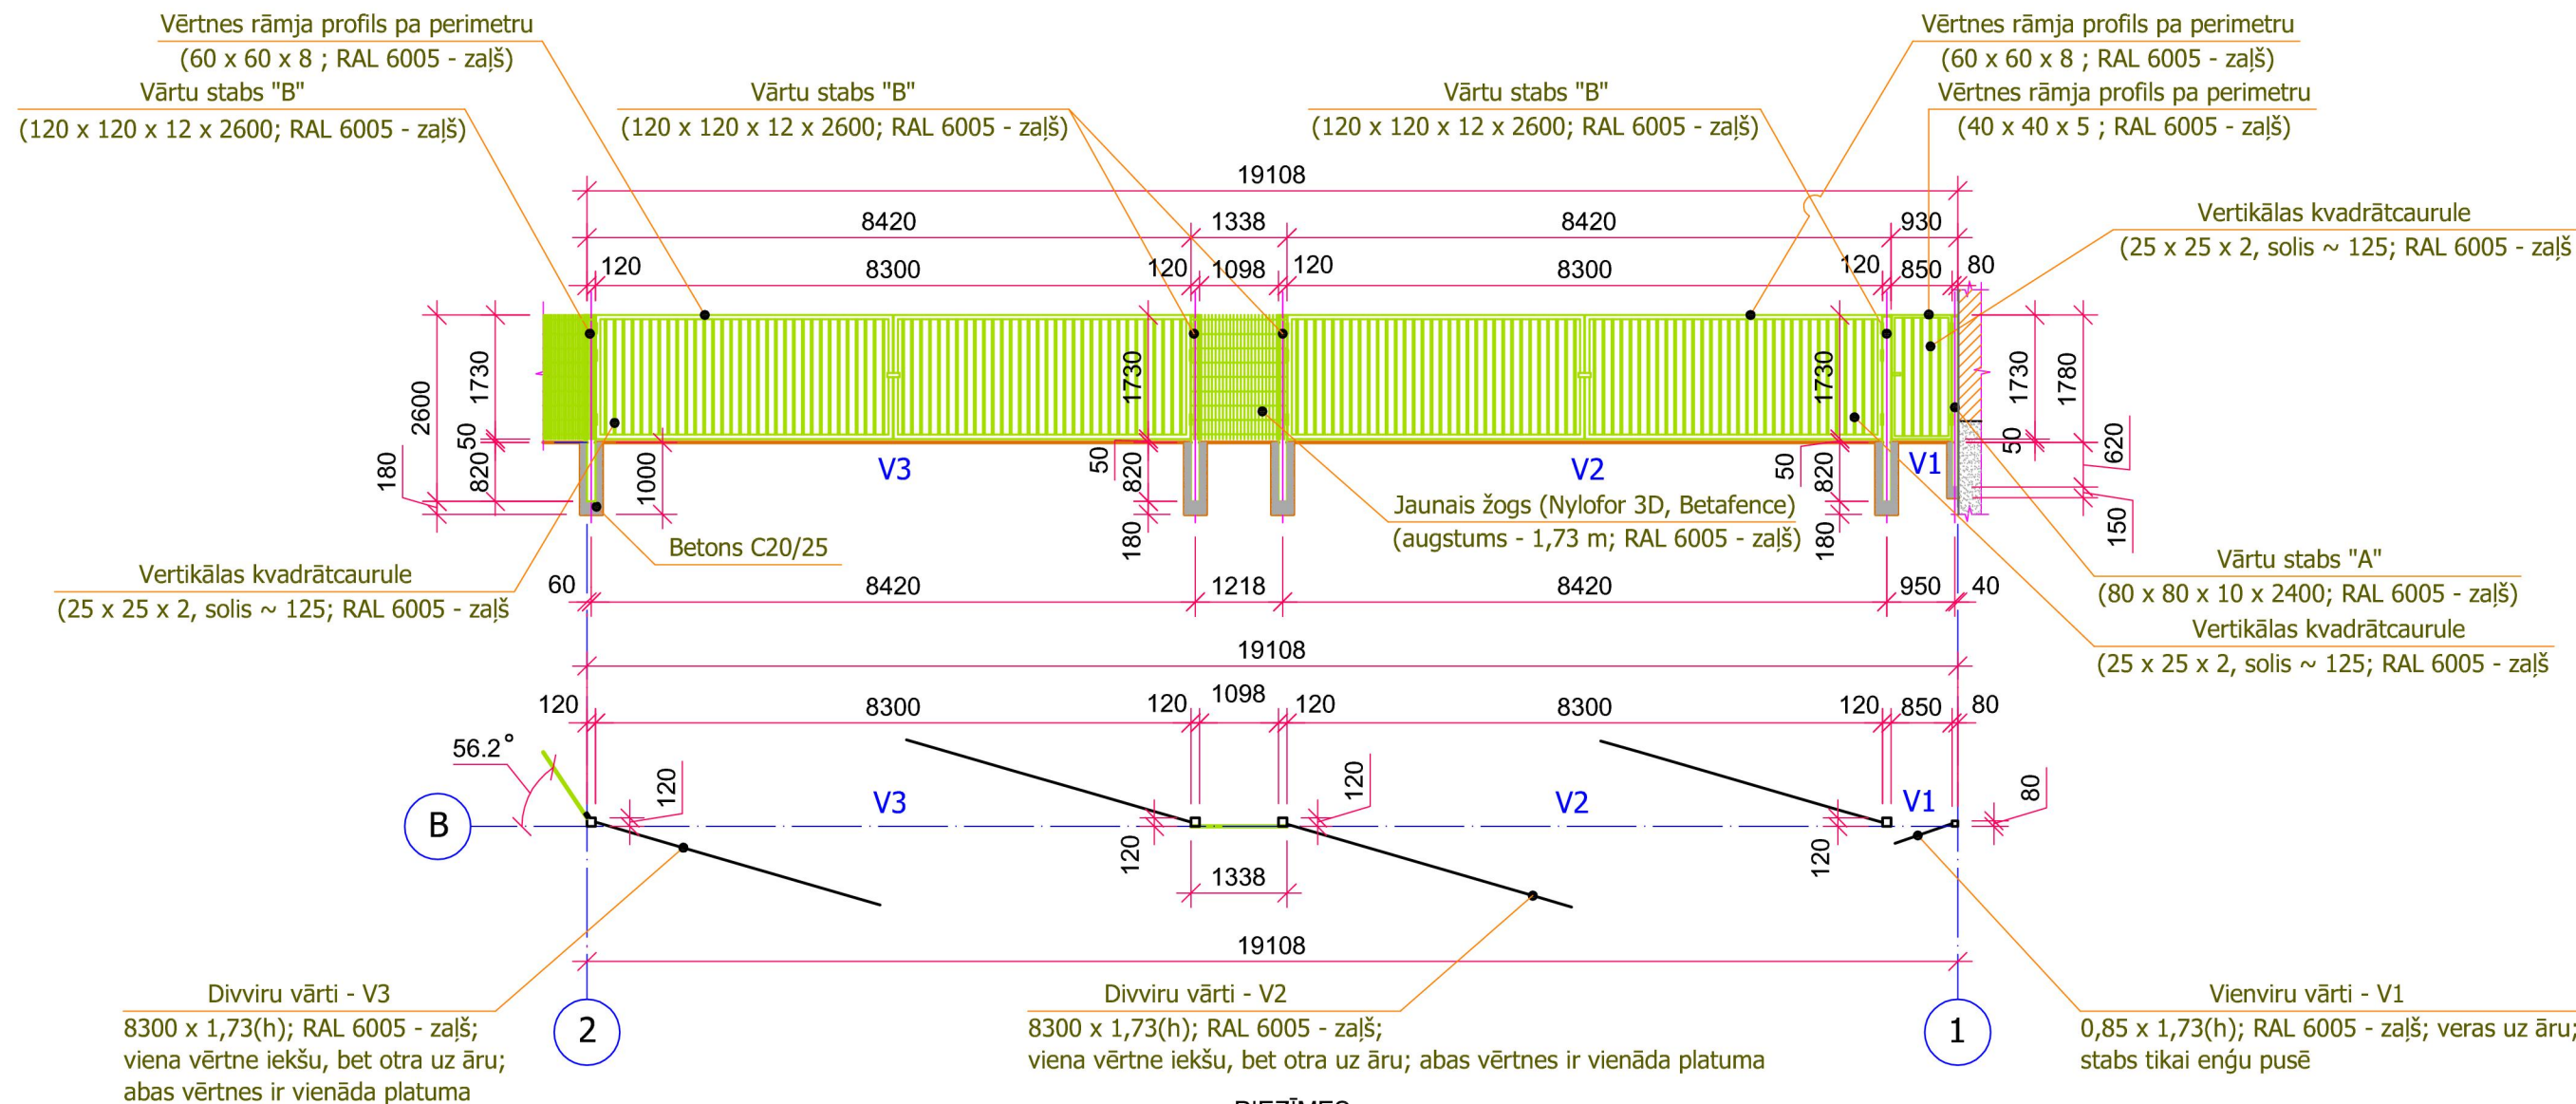 Vērtnes rāmja profils pa perimetru
(60 x 60 x 8 ; RAL 6005 - zaļš)
Vērtnes rāmja profils pa perimetru
(60 x 60 x 8 ; RAL 6005 - zaļš)
Vārtu stabs "B"
(120 x 120 x 12 x 2600; RAL 6005 - zaļš)
Vārtu stabs "B"
(120 x 120 x 12 x 2600; RAL 6005 - zaļš)
Vārtu stabs "B"
(120 x 120 x 12 x 2600; RAL 6005 - zaļš)
Vērtnes rāmja profils pa perimetru
(40 x 40 x 5 ; RAL 6005 - zaļš)
19108
8420 1338 8420 930
Vertikālas kvadrātcaurule
(25 x 25 x 2, solis ~ 125; RAL 6005 - zaļš
120 8300 120 1098 120 8300 120 850 80
2600
180
1730
50
820
1000
1730
50
820
180
1730
50
820
180
1730
50
1780
620
150
V3
V2
V1
Jaunais žogs (Nylofor 3D, Betafence)
(augstums - 1,73 m; RAL 6005 - zaļš)
Betons C20/25
Vertikālas kvadrātcaurule
(25 x 25 x 2, solis ~ 125; RAL 6005 - zaļš
Vārtu stabs "A"
(80 x 80 x 10 x 2400; RAL 6005 - zaļš)
60 8420 1218 8420 950 40
Vertikālas kvadrātcaurule
(25 x 25 x 2, solis ~ 125; RAL 6005 - zaļš
19108
120 8300 120 1098 120 8300 120 850 80
56.2°
120
120
120
120
80
V3
V2
V1
B
1338
19108
Divviru vārti - V3
8300 x 1,73(h); RAL 6005 - zaļš;
viena vērtne iekšu, bet otra uz āru;
abas vērtnes ir vienāda platuma
2
Divviru vārti - V2
8300 x 1,73(h); RAL 6005 - zaļš;
viena vērtne iekšu, bet otra uz āru; abas vērtnes ir vienāda platuma
1
Vienviru vārti - V1
0,85 x 1,73(h); RAL 6005 - zaļš; veras uz āru;
stabs tikai enģu pusē